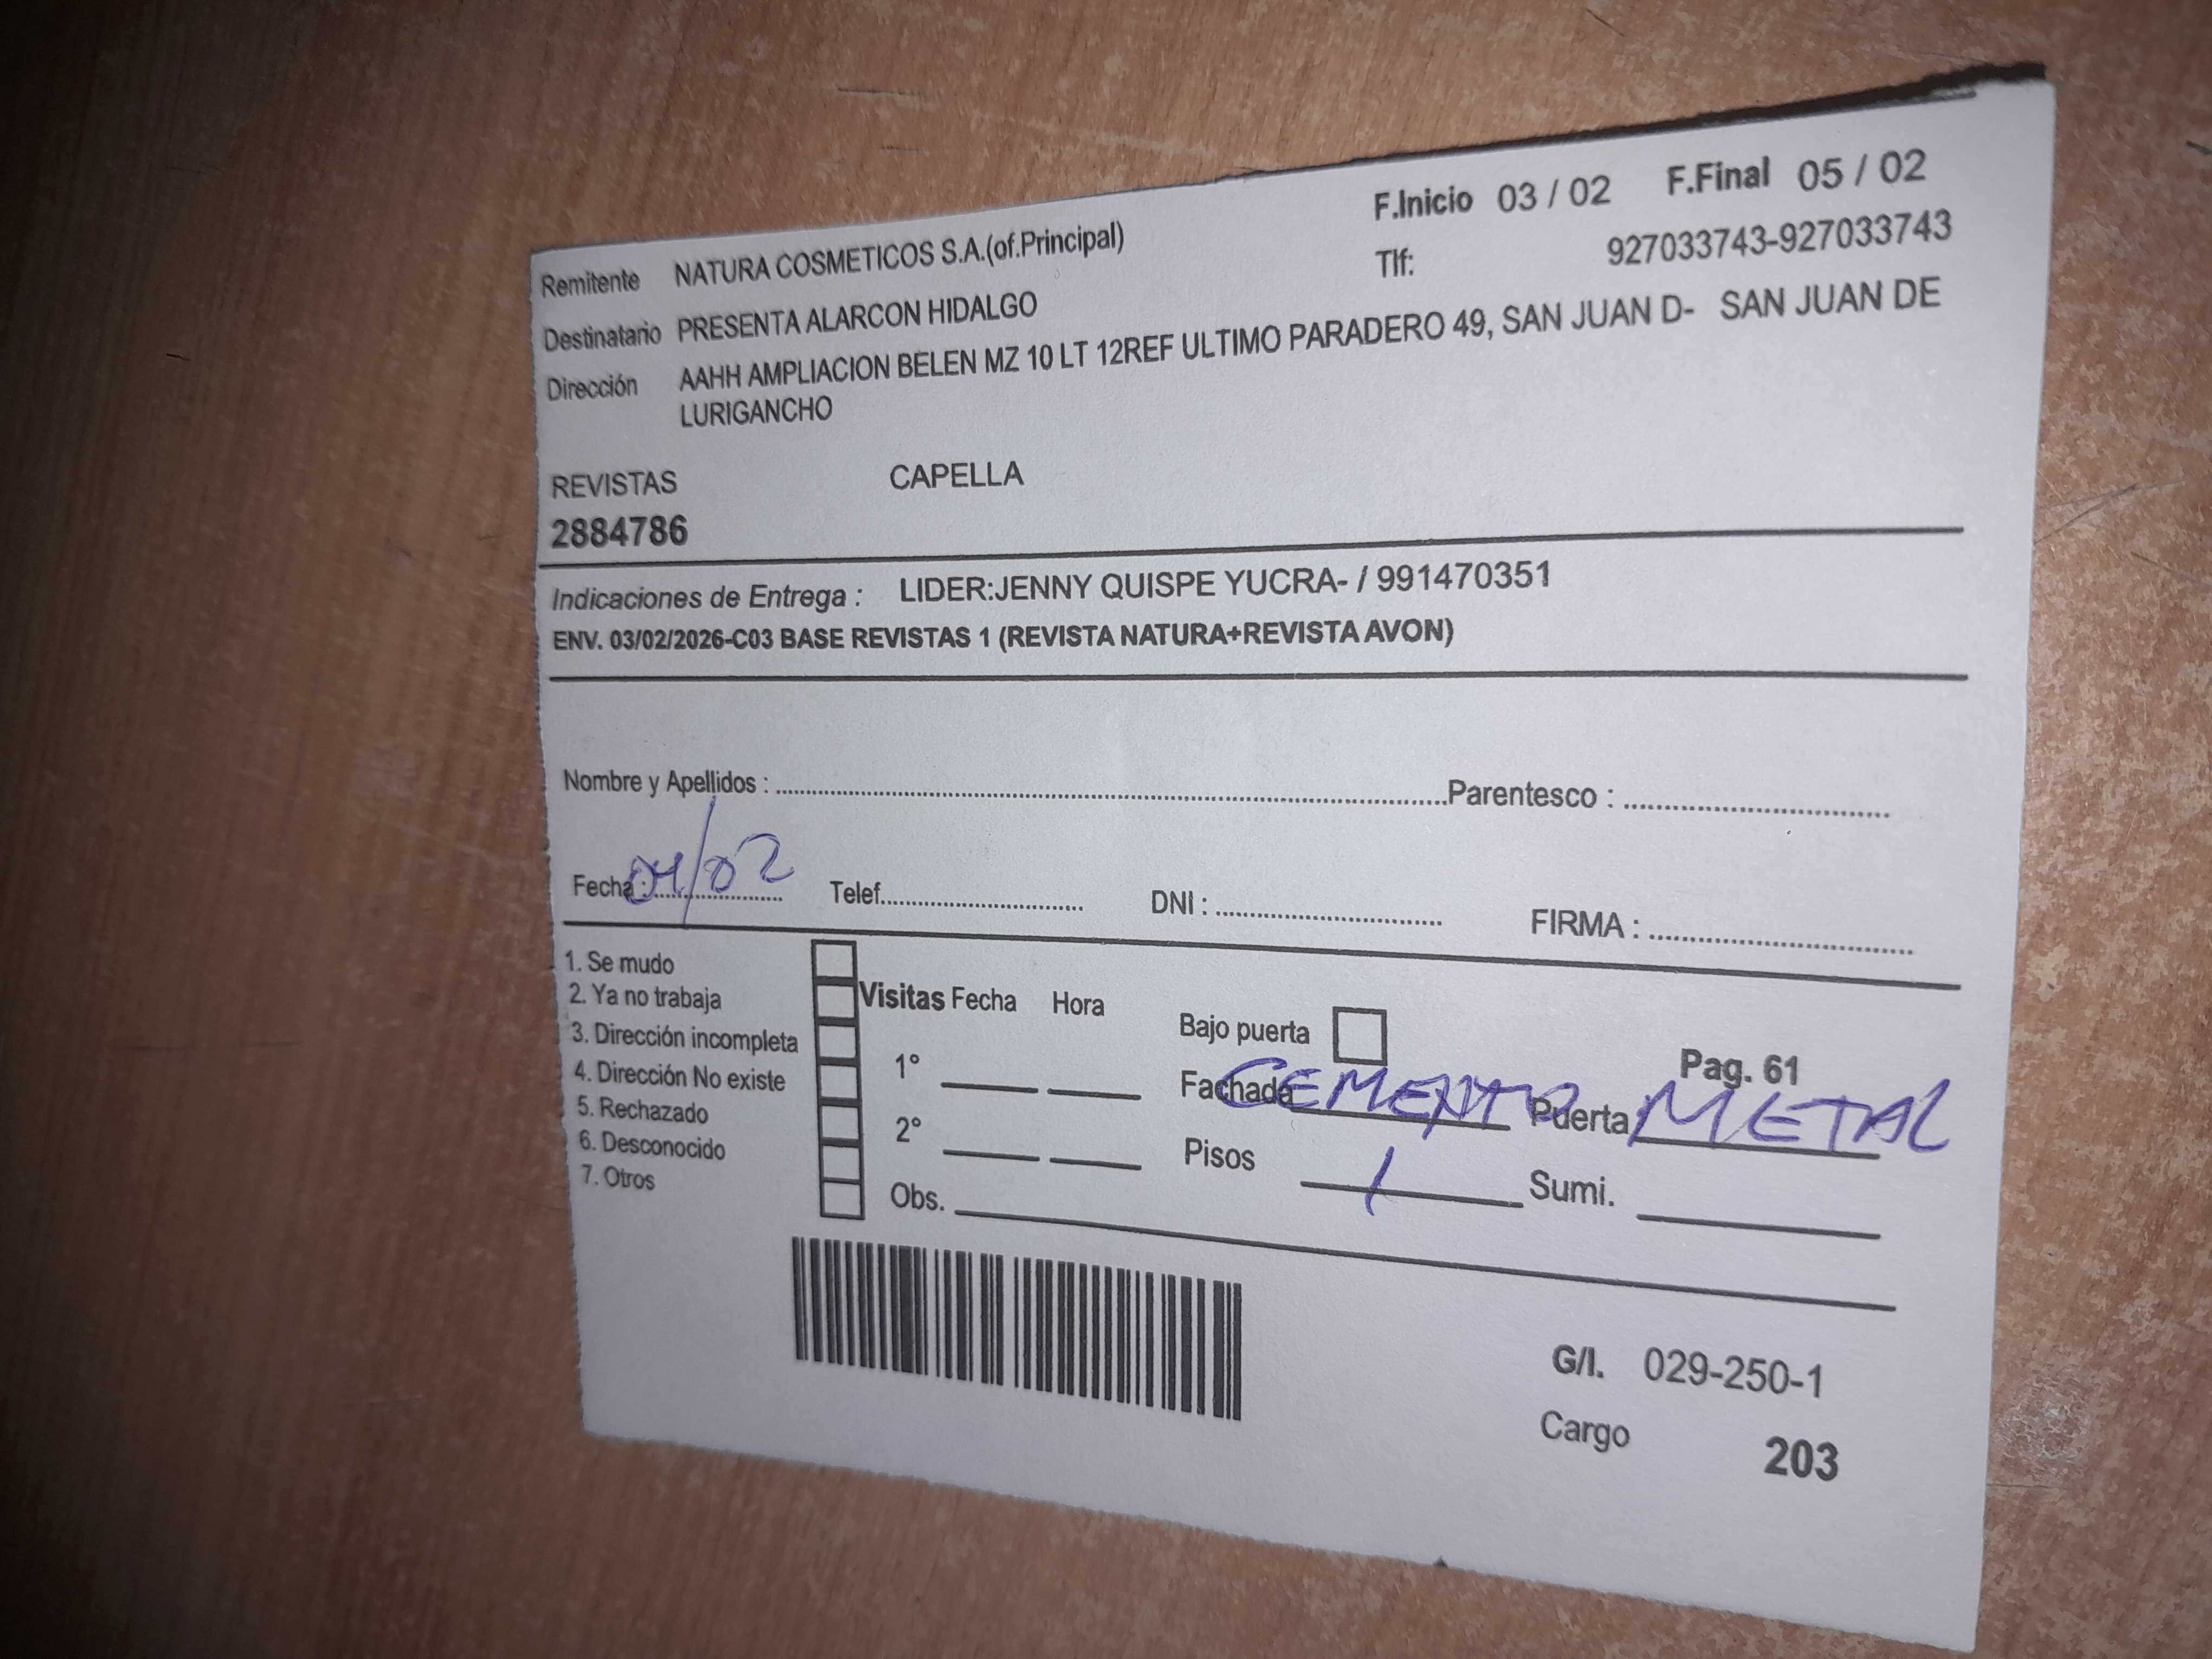 F.Inicio 03 / 02 F.Final 05 / 02
Remitente NATURA COSMETICOS S.A.(of.Principal) Tlf: 927033743-927033743
Destinatario PRESENTA ALARCON HIDALGO
Dirección AAHH AMPLIACION BELEN MZ 10 LT 12REF ULTIMO PARADERO 49, SAN JUAN D- SAN JUAN DE
LURIGANCHO
REVISTAS CAPELLA
2884786
Indicaciones de Entrega : LIDER:JENNY QUISPE YUCRA- / 991470351
ENV. 03/02/2026-C03 BASE REVISTAS 1 (REVISTA NATURA+REVISTA AVON)
Nombre y Apellidos : Parentesco :
Fecha : 04/02 Telef. DNI : FIRMA :
1. Se mudo
2. Ya no trabaja
3. Dirección incompleta
4. Dirección No existe
5. Rechazado
6. Desconocido
7. Otros
Visitas Fecha Hora
1°
2°
Obs.
Bajo puerta
Pag. 61
Fachada CEMENTO Puerta METAL
Pisos 1 Sumi.
G/I. 029-250-1
Cargo 203